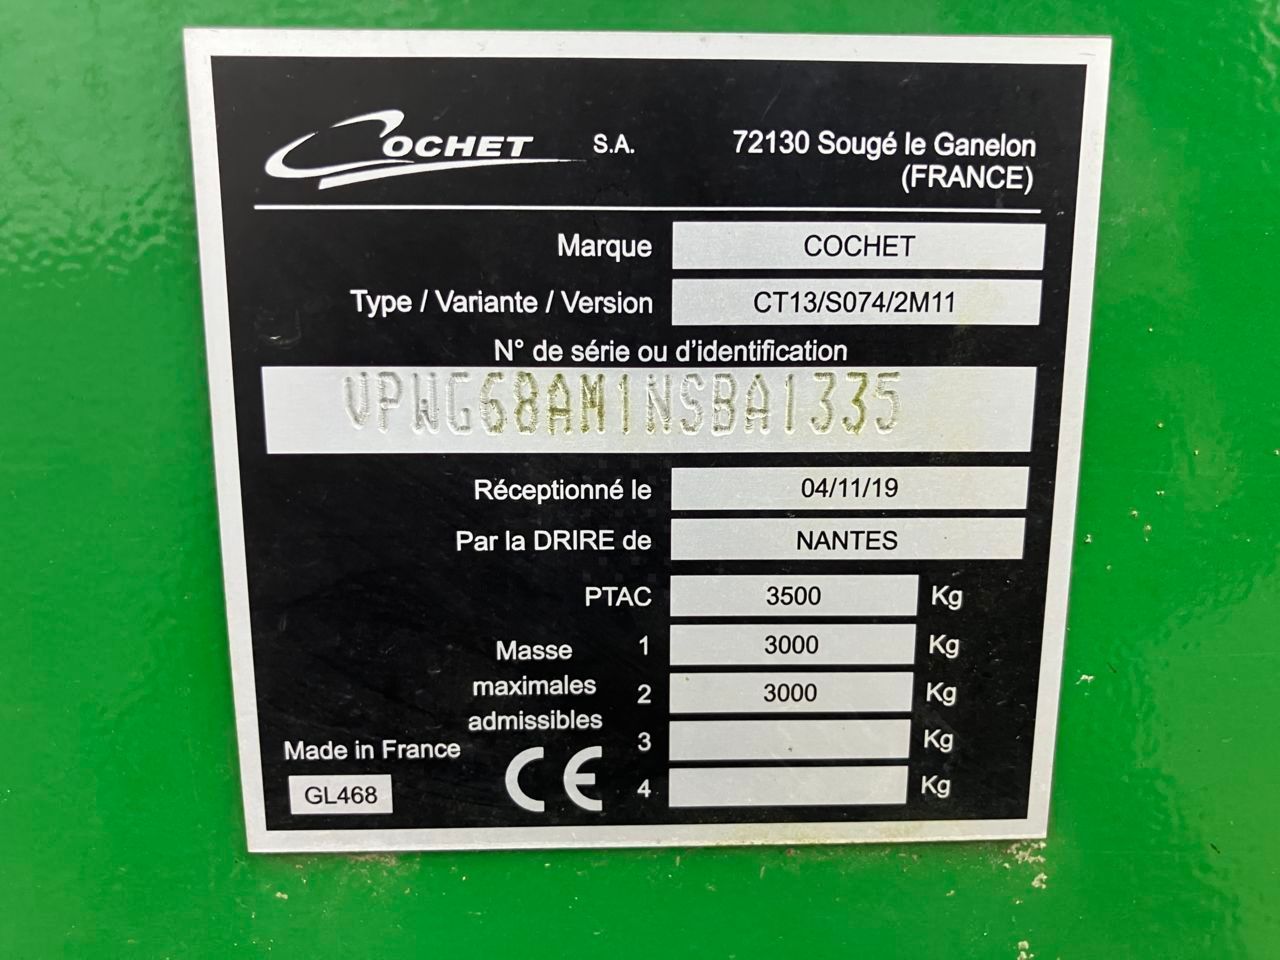 COCHET S.A. 72130 Sougé le Ganelon
(FRANCE)
Marque COCHET
Type / Variante / Version CT13/S074/2M11
N° de série ou d'identification
VPWG68AM1NSBA1335
Réceptionné le 04/11/19
Par la DRIRE de NANTES
PTAC 3500 Kg
Masse maximales admissibles
1 3000 Kg
2 3000 Kg
3 Kg
4 Kg
Made in France
GL468
CE